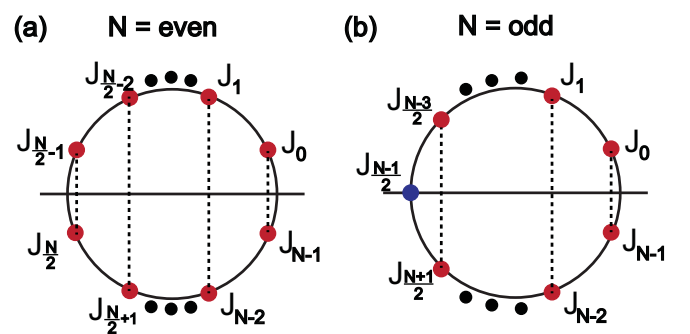 (a) N = even
J_{N/2-2} J_1
J_{N/2-1} J_0
J_{N/2} J_{N-1}
J_{N/2+1} J_{N-2}
(b) N = odd
J_1
J_{N-3/2}
J_0
J_{N-1/2}
J_{N-1}
J_{N+1/2}
J_{N-2}